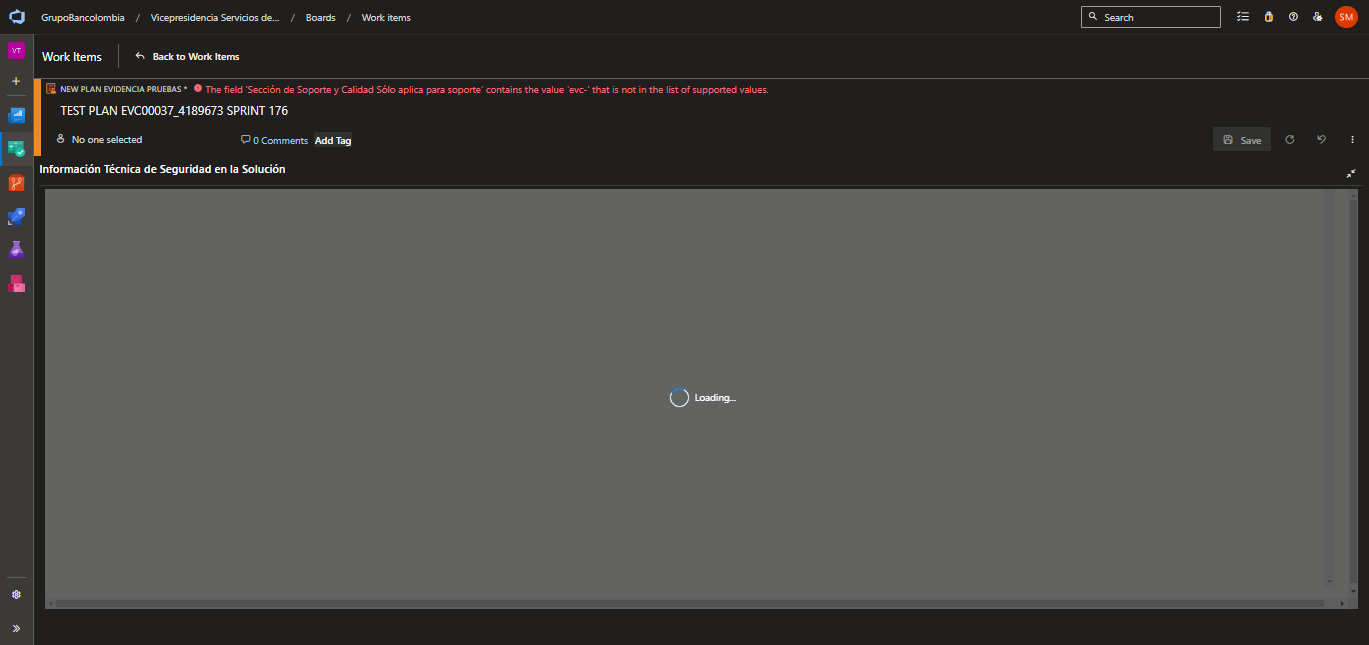 GrupoBancolombia / Vicepresidencia Servicios de... / Boards / Work items
Search
SM
VT
Work Items
Back to Work Items
NEW PLAN EVIDENCIA PRUEBAS * The field 'Sección de Soporte y Calidad Sólo aplica para soporte' contains the value 'evc-' that is not in the list of supported values.
TEST PLAN EVC00037_4189673 SPRINT 176
No one selected
0 Comments
Add Tag
Save
Información Técnica de Seguridad en la Solución
Loading...